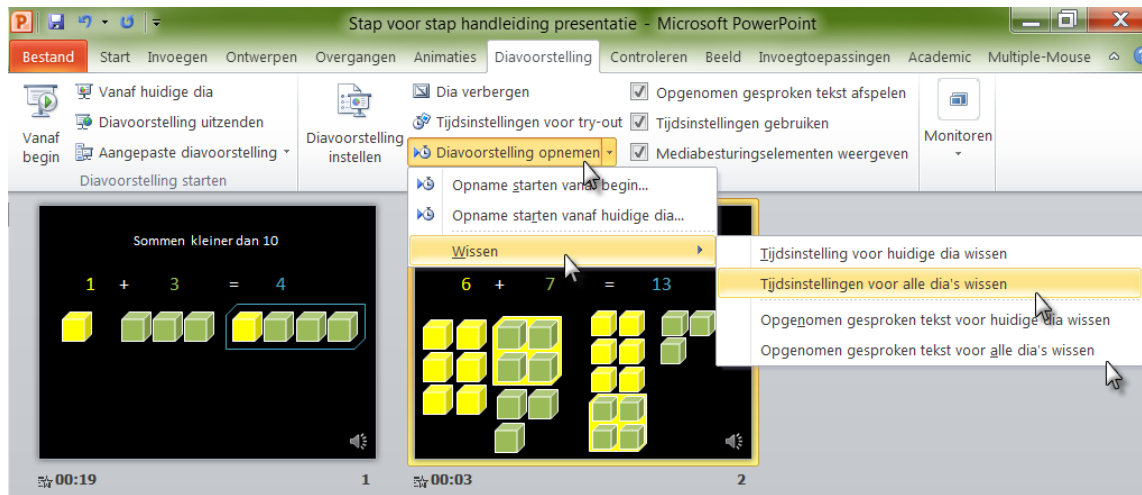 Stap voor stap handleiding presentatie - Microsoft PowerPoint
Bestand Start Invoegen Ontwerpen Overgangen Animaties Diavoorstelling Controleren Beeld Invoegtoepassingen Academic Multiple-Mouse
Vanaf begin
Vanaf huidige dia
Diavoorstelling uitzenden
Aangepaste diavoorstelling
Diavoorstelling starten
Diavoorstelling instellen
Dia verbergen
Tijdsinstellingen voor try-out
Diavoorstelling opnemen
Opgenomen gesproken tekst afspelen
Tijdsinstellingen gebruiken
Mediabesturingselementen weergeven
Monitoren
Opname starten vanaf begin...
Opname starten vanaf huidige dia...
Wissen
Tijdsinstelling voor huidige dia wissen
Tijdsinstellingen voor alle dia's wissen
Opgenomen gesproken tekst voor huidige dia wissen
Opgenomen gesproken tekst voor alle dia's wissen
Sommen kleiner dan 10
1 + 3 = 4
6 + 7 = 13
00:19 1
00:03 2